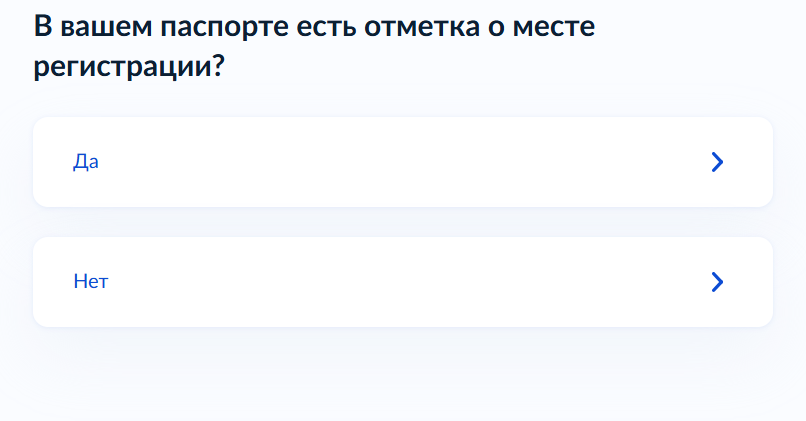 В вашем паспорте есть отметка о месте
регистрации?
Да
Нет